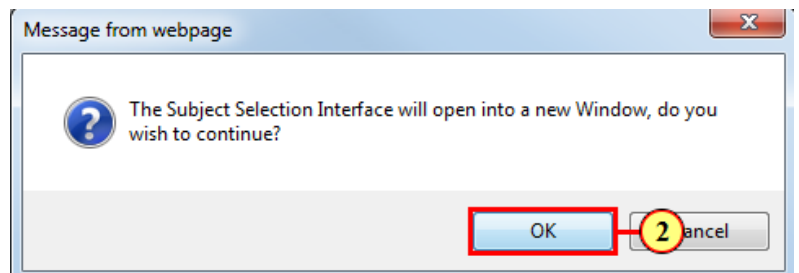 Message from webpage
The Subject Selection Interface will open into a new Window, do you
wish to continue?
OK
2
ancel